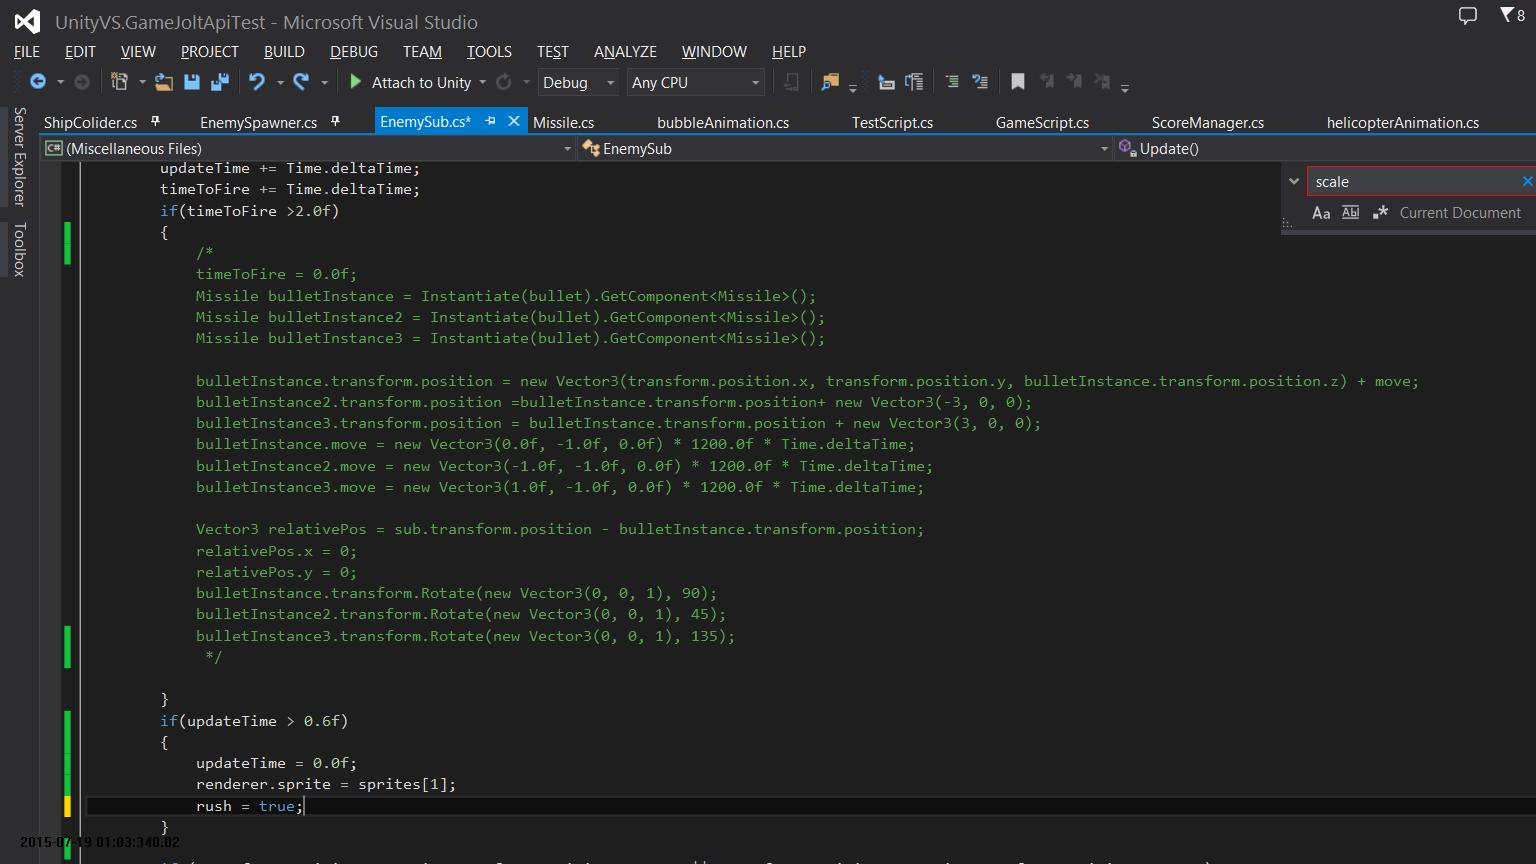 UnityVS.GameJoltApiTest - Microsoft Visual Studio
8
FILE EDIT VIEW PROJECT BUILD DEBUG TEAM TOOLS TEST ANALYZE WINDOW HELP
Attach to Unity Debug Any CPU
Server Explorer
Toolbox
ShipColider.cs EnemySpawner.cs EnemySub.cs* Missile.cs bubbleAnimation.cs TestScript.cs GameScript.cs ScoreManager.cs helicopterAnimation.cs
C# (Miscellaneous Files) EnemySub Update()
scale
Aa Abl .* Current Document
updateTime += Time.deltaTime;
timeToFire += Time.deltaTime;
if(timeToFire >2.0f)
{
/*
timeToFire = 0.0f;
Missile bulletInstance = Instantiate(bullet).GetComponent<Missile>();
Missile bulletInstance2 = Instantiate(bullet).GetComponent<Missile>();
Missile bulletInstance3 = Instantiate(bullet).GetComponent<Missile>();
bulletInstance.transform.position = new Vector3(transform.position.x, transform.position.y, bulletInstance.transform.position.z) + move;
bulletInstance2.transform.position =bulletInstance.transform.position+ new Vector3(-3, 0, 0);
bulletInstance3.transform.position = bulletInstance.transform.position + new Vector3(3, 0, 0);
bulletInstance.move = new Vector3(0.0f, -1.0f, 0.0f) * 1200.0f * Time.deltaTime;
bulletInstance2.move = new Vector3(-1.0f, -1.0f, 0.0f) * 1200.0f * Time.deltaTime;
bulletInstance3.move = new Vector3(1.0f, -1.0f, 0.0f) * 1200.0f * Time.deltaTime;
Vector3 relativePos = sub.transform.position - bulletInstance.transform.position;
relativePos.x = 0;
relativePos.y = 0;
bulletInstance.transform.Rotate(new Vector3(0, 0, 1), 90);
bulletInstance2.transform.Rotate(new Vector3(0, 0, 1), 45);
bulletInstance3.transform.Rotate(new Vector3(0, 0, 1), 135);
*/
}
if(updateTime > 0.6f)
{
updateTime = 0.0f;
renderer.sprite = sprites[1];
rush = true;
}
2015-07-19 01:03:340.02